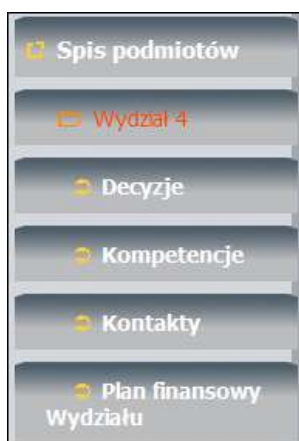 Spis podmiotów
Wydział 4
Decyzje
Kompetencje
Kontakty
Plan finansowy
Wydziału